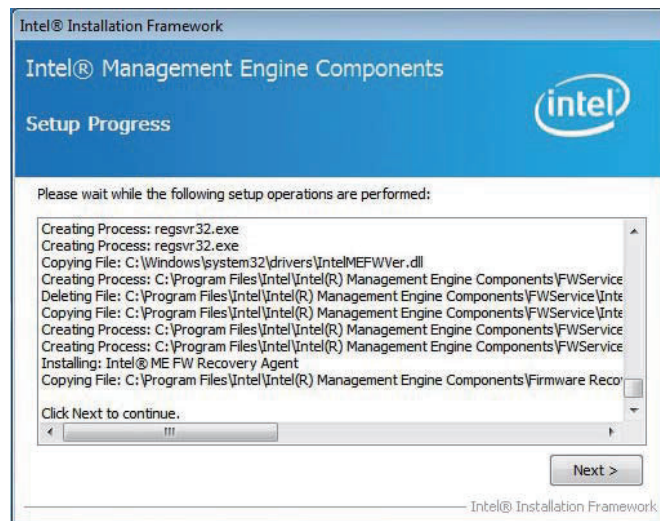 Intel® Installation Framework
Intel® Management Engine Components
intel
Setup Progress
Please wait while the following setup operations are performed:
Creating Process: regsvr32.exe
Creating Process: regsvr32.exe
Copying File: C:\Windows\system32\drivers\IntelMEFWVer.dll
Creating Process: C:\Program Files\Intel\Intel(R) Management Engine Components\FWService
Deleting File: C:\Program Files\Intel\Intel(R) Management Engine Components\FWService\Inte
Copying File: C:\Program Files\Intel\Intel(R) Management Engine Components\FWService\Inte
Creating Process: C:\Program Files\Intel\Intel(R) Management Engine Components\FWService
Creating Process: C:\Program Files\Intel\Intel(R) Management Engine Components\FWService
Installing: Intel® ME FW Recovery Agent
Copying File: C:\Program Files\Intel\Intel(R) Management Engine Components\Firmware Reco
Click Next to continue.
Next >
Intel® Installation Framework